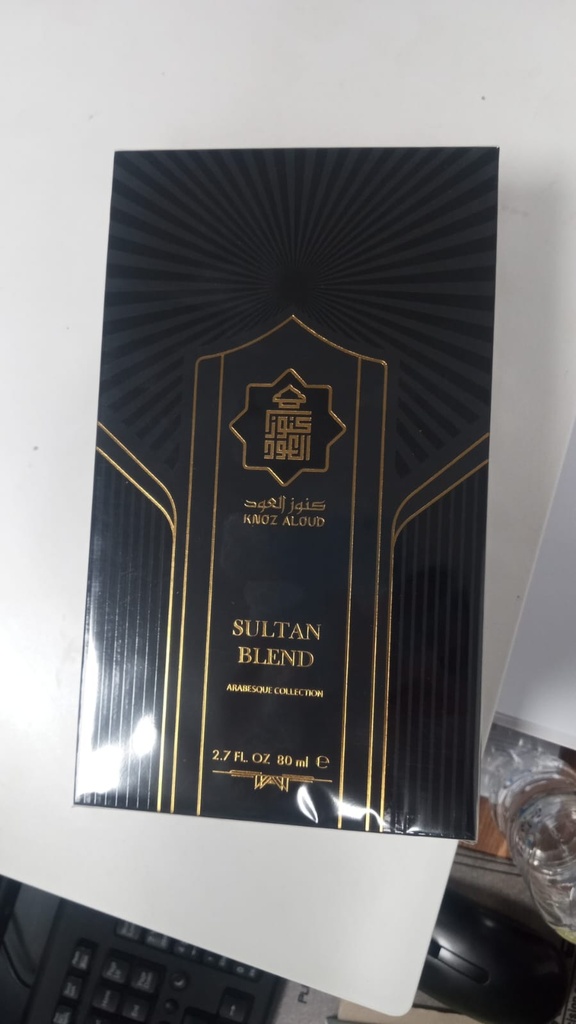 كنوز
العود
كنوز العود
KNOZ ALOUD
SULTAN
BLEND
ARABESQUE COLLECTION
2.7 FL. OZ 80 ml ℮